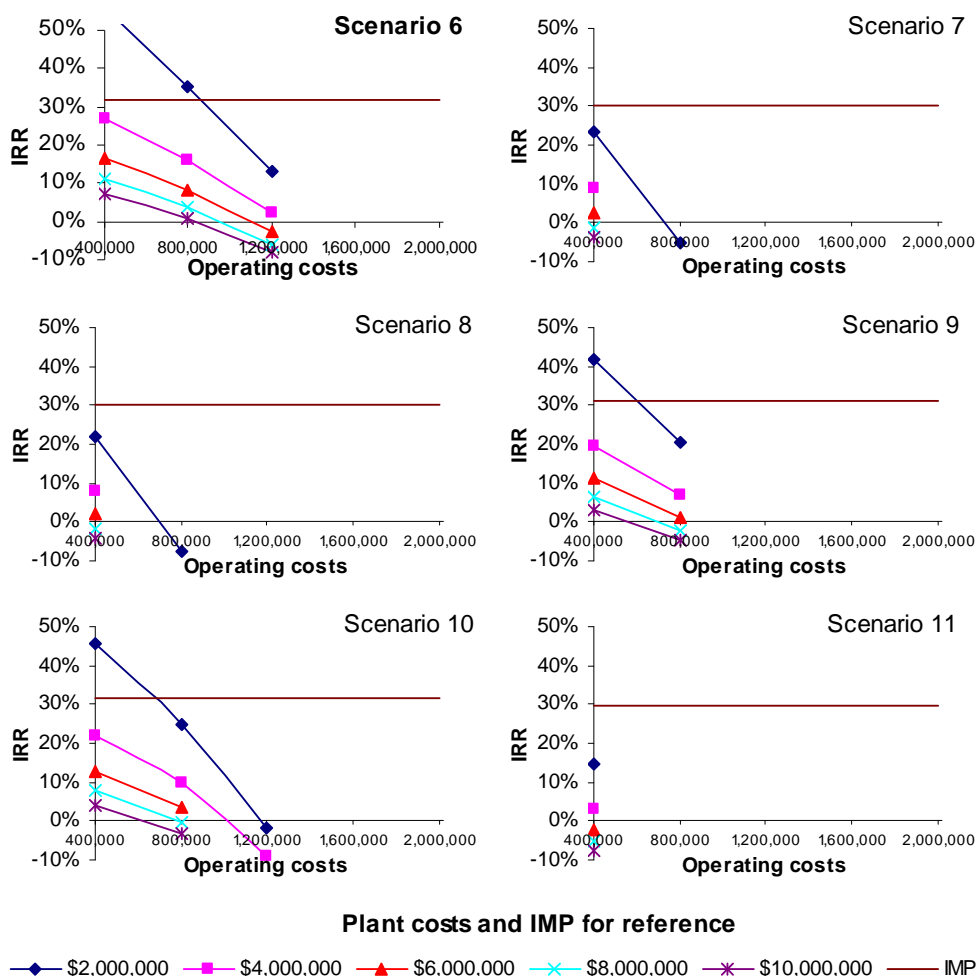 Scenario 6
50%
40%
30%
20%
10%
0%
-10%
IRR
400,000 800,000 1,200,000 1,600,000 2,000,000
Operating costs
Scenario 7
50%
40%
30%
20%
10%
0%
-10%
IRR
400,000 800,000 1,200,000 1,600,000 2,000,000
Operating costs
Scenario 8
50%
40%
30%
20%
10%
0%
-10%
IRR
400,000 800,000 1,200,000 1,600,000 2,000,000
Operating costs
Scenario 9
50%
40%
30%
20%
10%
0%
-10%
IRR
400,000 800,000 1,200,000 1,600,000 2,000,000
Operating costs
Scenario 10
50%
40%
30%
20%
10%
0%
-10%
IRR
400,000 800,000 1,200,000 1,600,000 2,000,000
Operating costs
Scenario 11
50%
40%
30%
20%
10%
0%
-10%
IRR
400,000 800,000 1,200,000 1,600,000 2,000,000
Operating costs
Plant costs and IMP for reference
$2,000,000 $4,000,000 $6,000,000 $8,000,000 $10,000,000 IMP